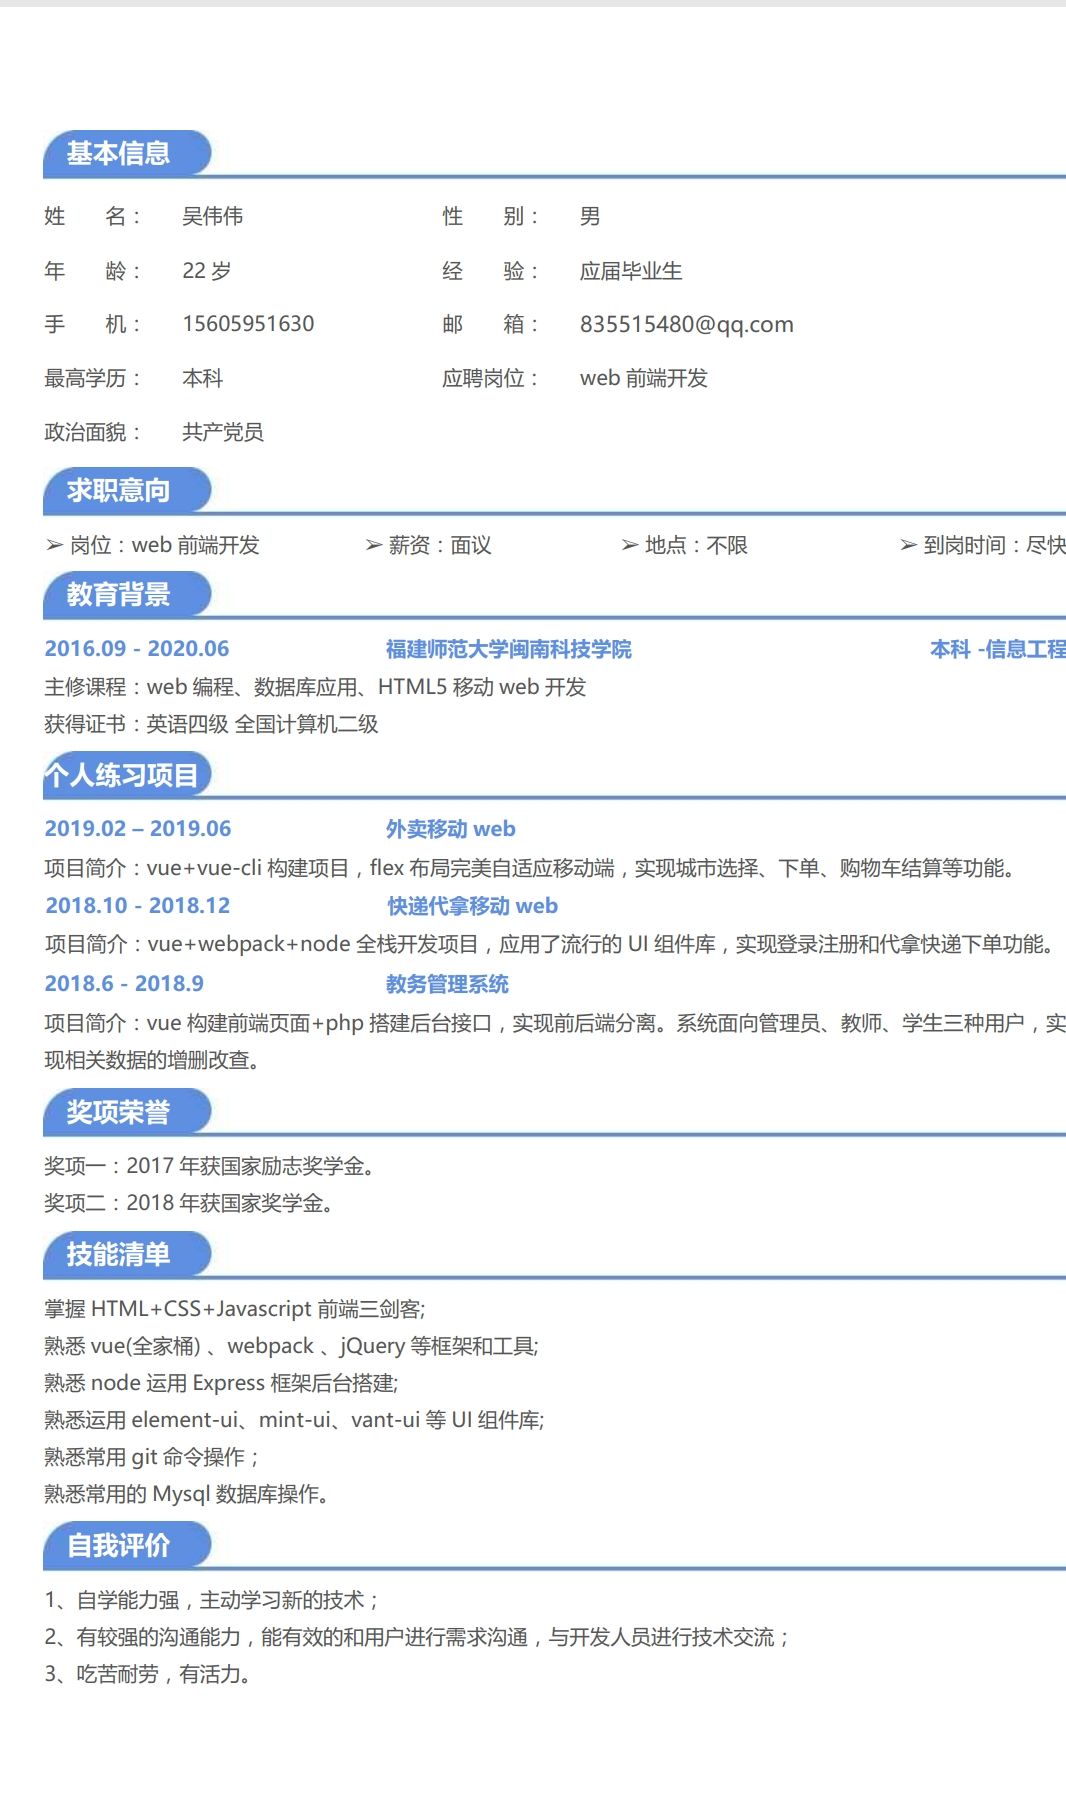 基本信息
姓 名： 吴伟伟 性 别： 男
年 龄： 22 岁 经 验： 应届毕业生
手 机： 15605951630 邮 箱： 835515480@qq.com
最高学历： 本科 应聘岗位： web 前端开发
政治面貌： 共产党员
求职意向
➢ 岗位：web 前端开发 ➢ 薪资：面议 ➢ 地点：不限 ➢ 到岗时间：尽快
教育背景
2016.09 - 2020.06 福建师范大学闽南科技学院 本科 -信息工程
主修课程：web 编程、数据库应用、HTML5 移动 web 开发
获得证书：英语四级 全国计算机二级
个人练习项目
2019.02 – 2019.06 外卖移动 web
项目简介：vue+vue-cli 构建项目，flex 布局完美自适应移动端，实现城市选择、下单、购物车结算等功能。
2018.10 - 2018.12 快递代拿移动 web
项目简介：vue+webpack+node 全栈开发项目，应用了流行的 UI 组件库，实现登录注册和代拿快递下单功能。
2018.6 - 2018.9 教务管理系统
项目简介：vue 构建前端页面+php 搭建后台接口，实现前后端分离。系统面向管理员、教师、学生三种用户，实
现相关数据的增删改查。
奖项荣誉
奖项一：2017 年获国家励志奖学金。
奖项二：2018 年获国家奖学金。
技能清单
掌握 HTML+CSS+Javascript 前端三剑客;
熟悉 vue(全家桶) 、webpack 、jQuery 等框架和工具;
熟悉 node 运用 Express 框架后台搭建;
熟悉运用 element-ui、mint-ui、vant-ui 等 UI 组件库;
熟悉常用 git 命令操作；
熟悉常用的 Mysql 数据库操作。
自我评价
1、自学能力强，主动学习新的技术；
2、有较强的沟通能力，能有效的和用户进行需求沟通，与开发人员进行技术交流；
3、吃苦耐劳，有活力。